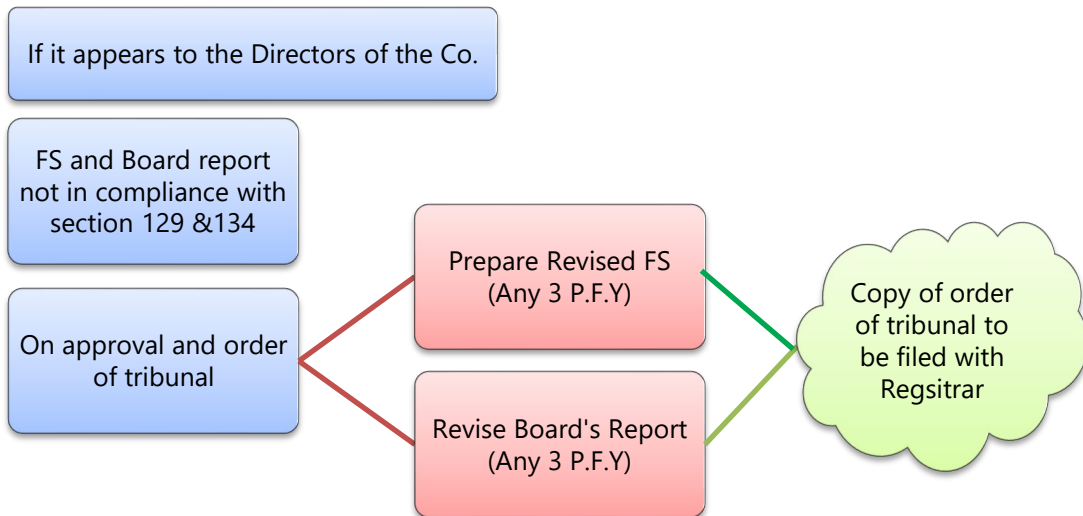 If it appears to the Directors of the Co.
FS and Board report
not in compliance with
section 129 &134
On approval and order
of tribunal
Prepare Revised FS
(Any 3 P.F.Y)
Revise Board's Report
(Any 3 P.F.Y)
Copy of order
of tribunal to
be filed with
Regsitrar